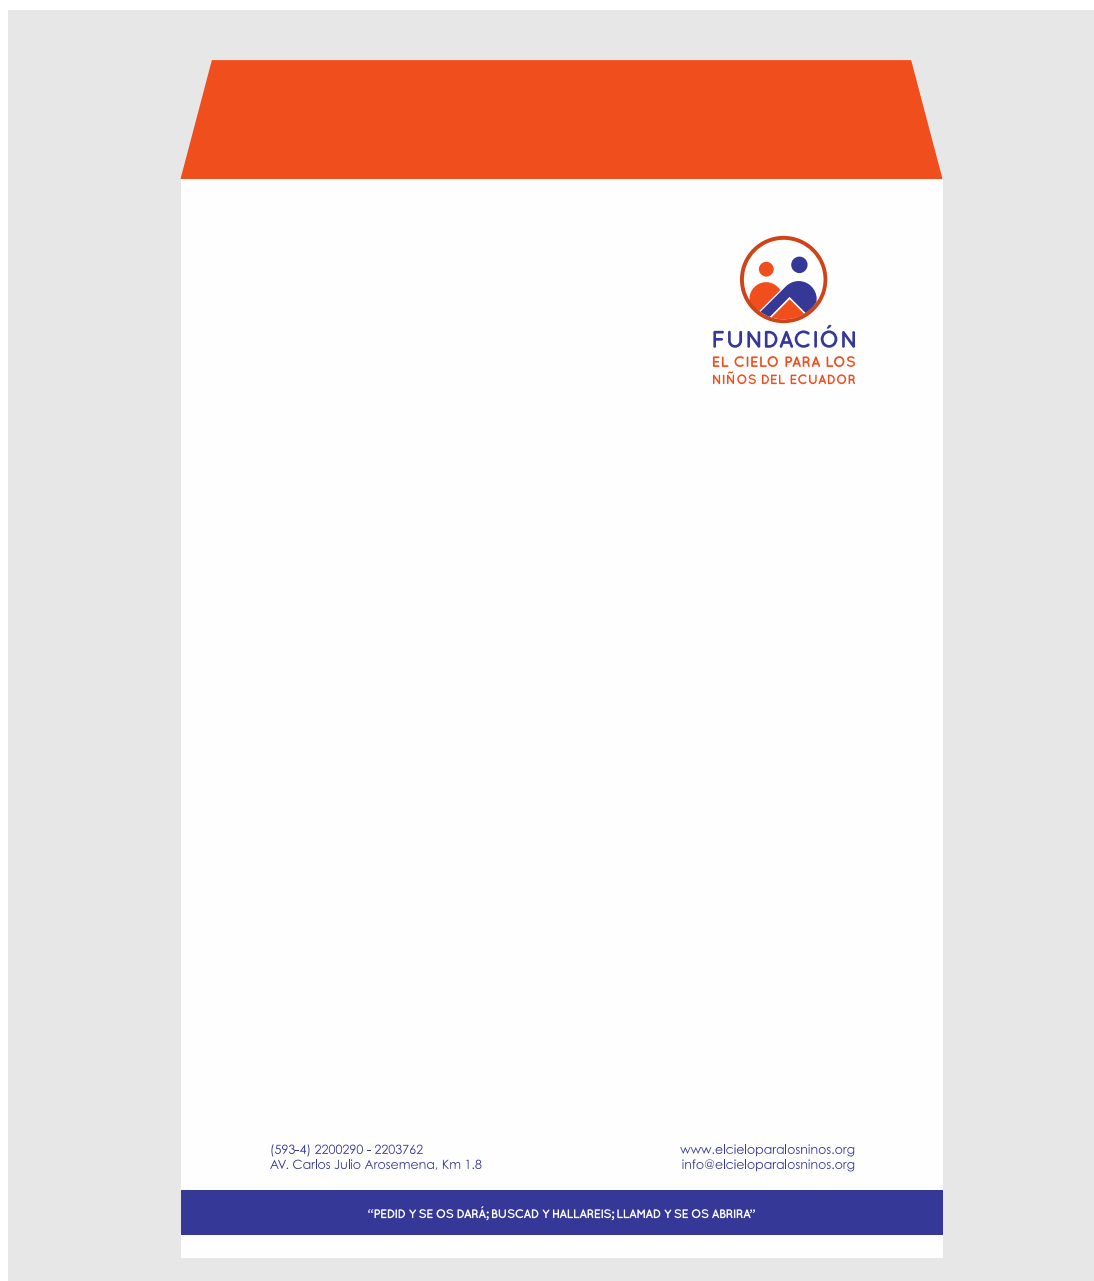 FUNDACIÓN
EL CIELO PARA LOS
NIÑOS DEL ECUADOR
(593-4) 2200290 - 2203762
AV. Carlos Julio Arosemena, Km 1.8
www.elcieloparalosninos.org
info@elcieloparalosninos.org
“PEDID Y SE OS DARÁ; BUSCAD Y HALLAREIS; LLAMAD Y SE OS ABRIRA”